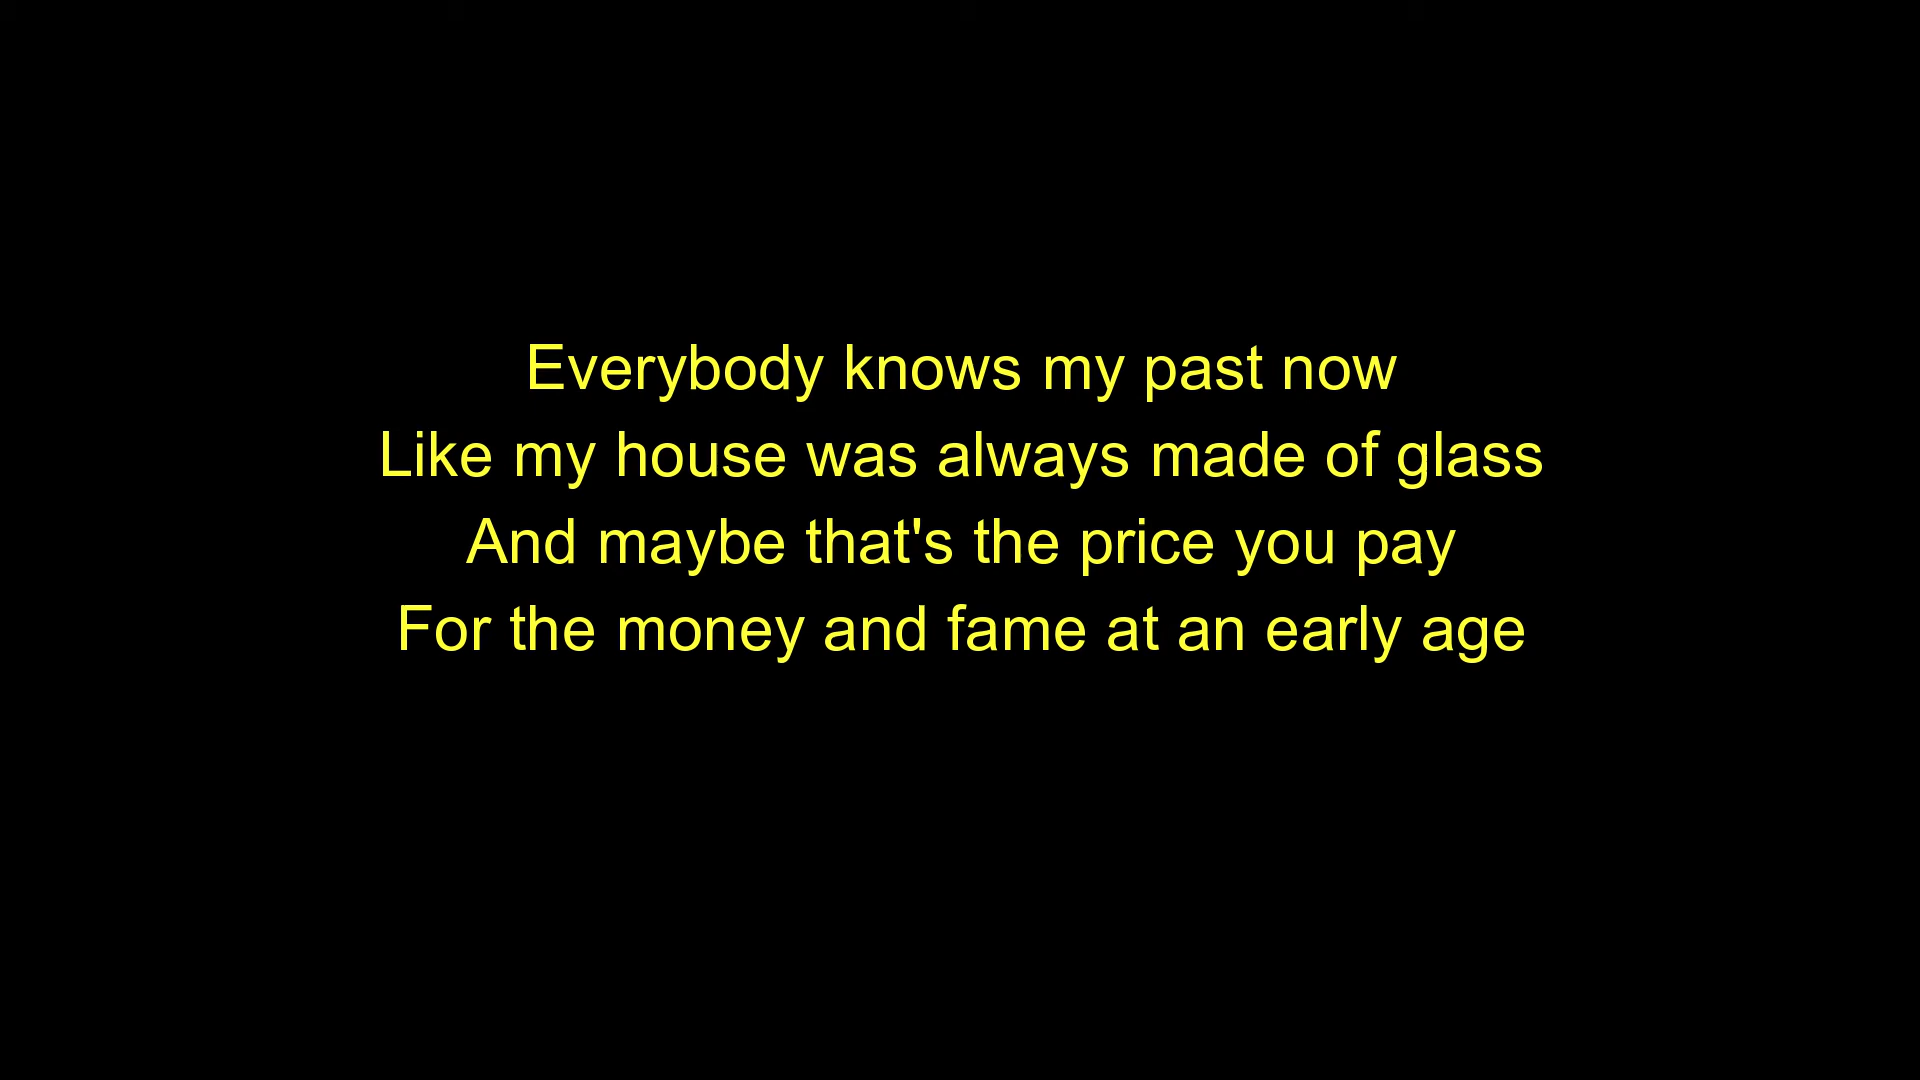 Everybody knows my past now
Like my house was always made of glass
And maybe that's the price you pay
For the money and fame at an early age